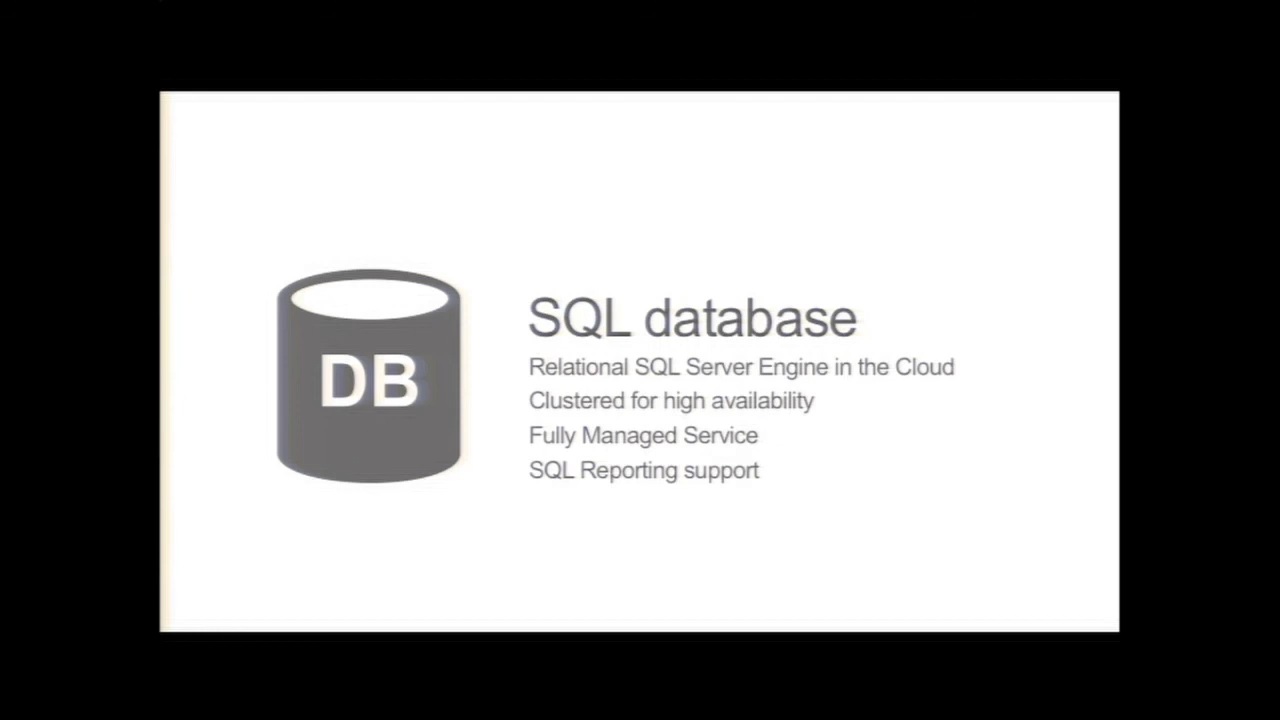 DB
SQL database
Relational SQL Server Engine in the Cloud
Clustered for high availability
Fully Managed Service
SQL Reporting support